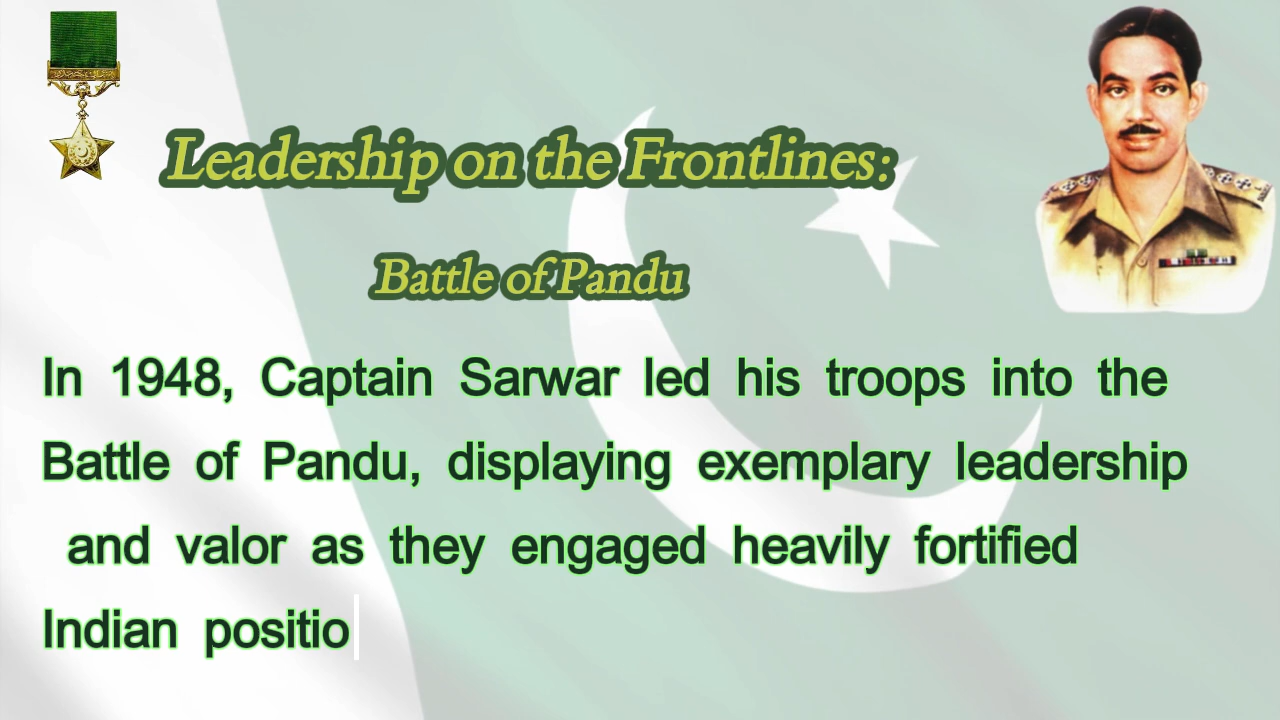 Leadership on the Frontlines:
Battle of Pandu
In 1948, Captain Sarwar led his troops into the
Battle of Pandu, displaying exemplary leadership
and valor as they engaged heavily fortified
Indian positio